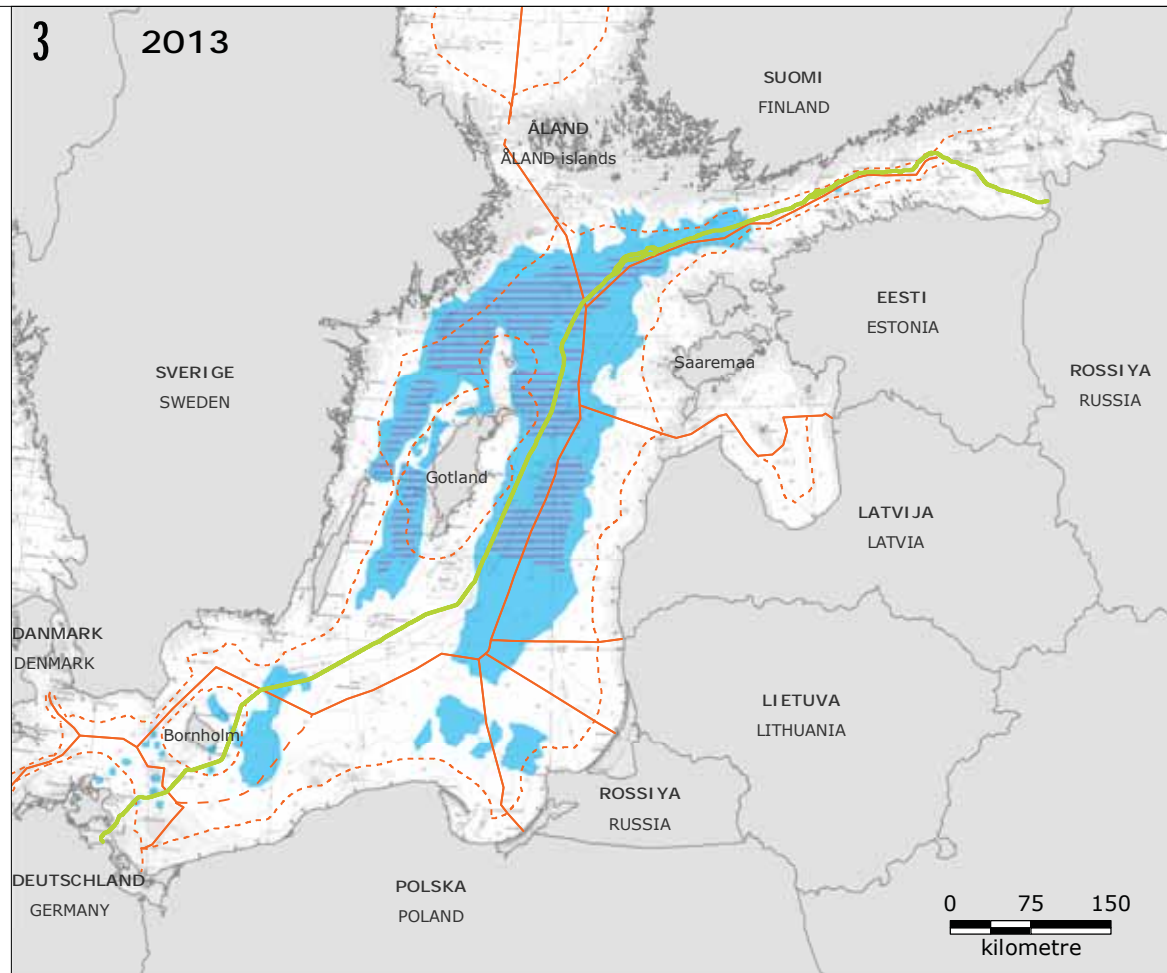 3
2013
SUOMI
FINLAND
ÅLAND
ÅLAND islands
EESTI
ESTONIA
Saaremaa
ROSSIYA
RUSSIA
SVERIGE
SWEDEN
Gotland
LATVIJA
LATVIA
DANMARK
DENMARK
LIETUVA
LITHUANIA
Bornholm
ROSSIYA
RUSSIA
DEUTSCHLAND
GERMANY
POLSKA
POLAND
0 75 150
kilometre